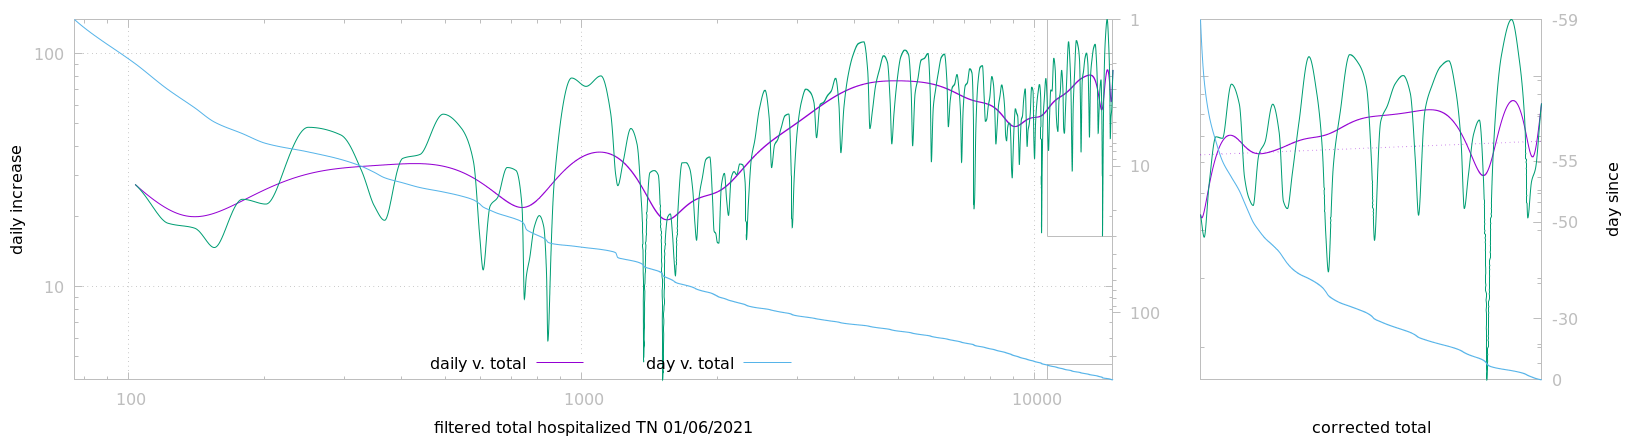 daily increase
100
10
100
1000
10000
filtered total hospitalized TN 01/06/2021
daily v. total
day v. total
1
10
100
-59
-55
-50
-30
0
day since
corrected total